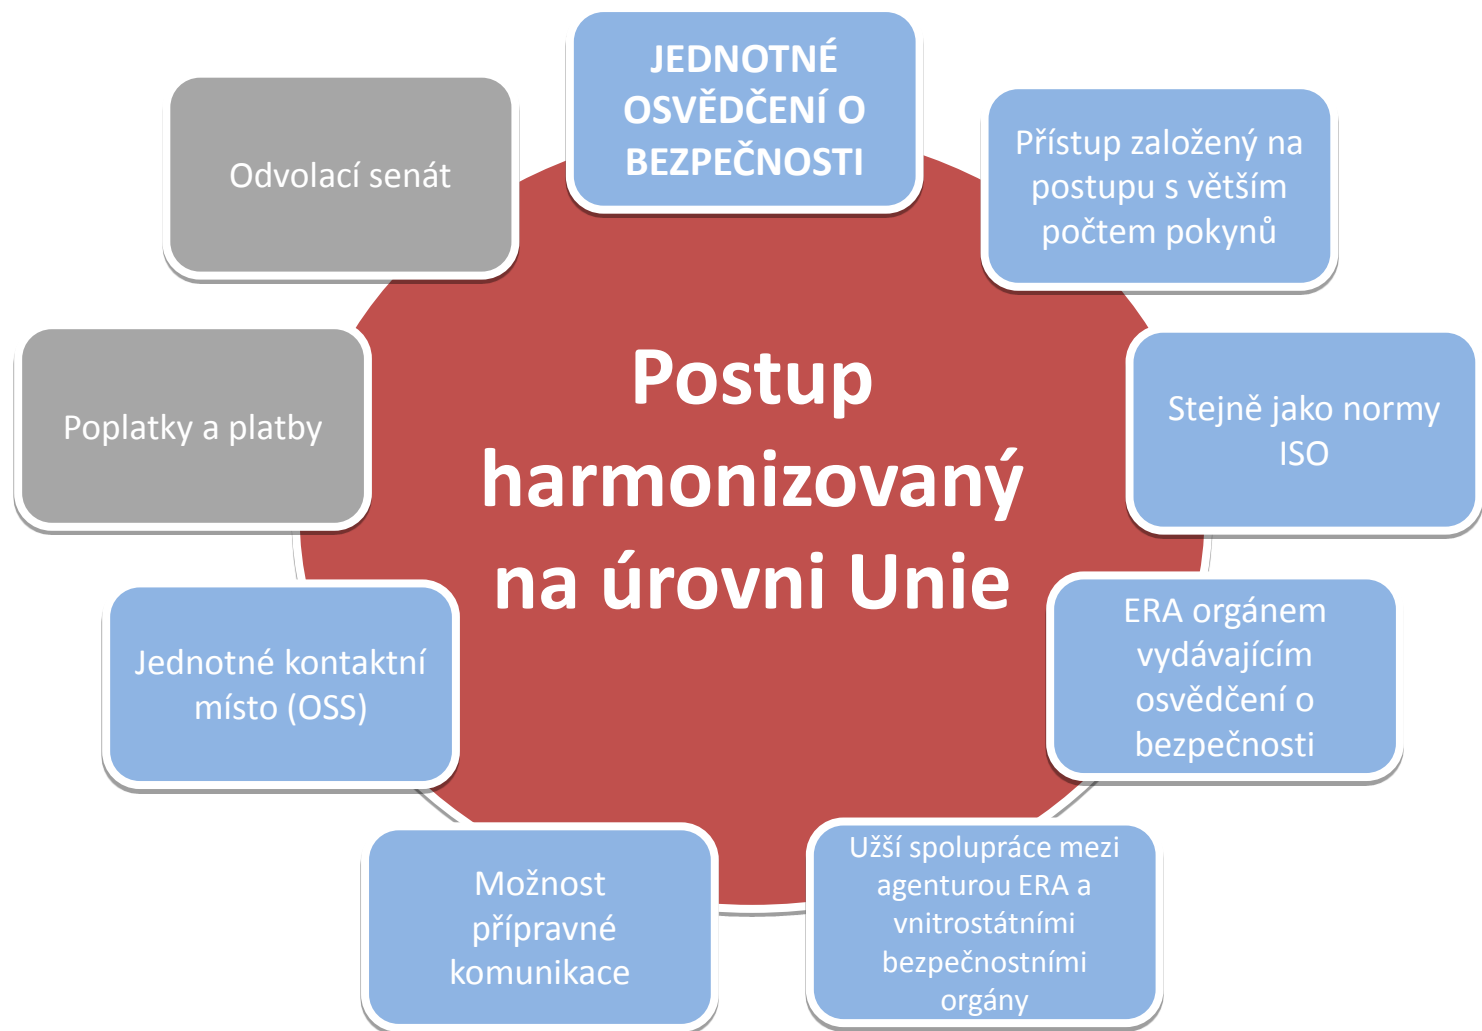 JEDNOTNÉ
OSVĚDČENÍ O
BEZPEČNOSTI
Přístup založený na
postupu s větším
počtem pokynů
Stejně jako normy
ISO
ERA orgánem
vydávajícím
osvědčení o
bezpečnosti
Užší spolupráce mezi
agenturou ERA a
vnitrostátními
bezpečnostními
orgány
Možnost
přípravné
komunikace
Jednotné kontaktní
místo (OSS)
Poplatky a platby
Odvolací senát
Postup
harmonizovaný
na úrovni Unie